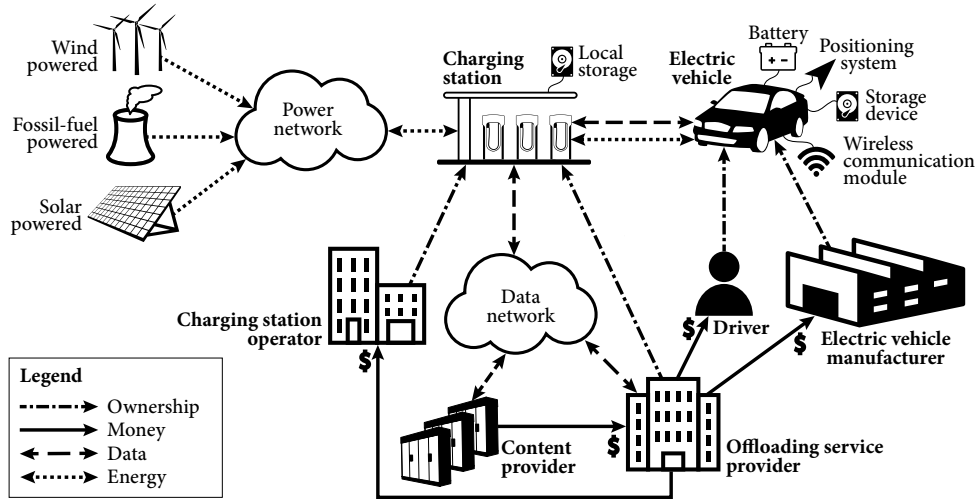 Wind
powered
Fossil-fuel
powered
Solar
powered
Power
network
Charging
station
Local
storage
Electric
vehicle
Battery
+ -
Positioning
system
Storage
device
Wireless
communication
module
Charging station
operator
$
Data
network
$
Driver
$
Electric vehicle
manufacturer
Content
provider
$
Offloading service
provider
Legend
Ownership
Money
Data
Energy